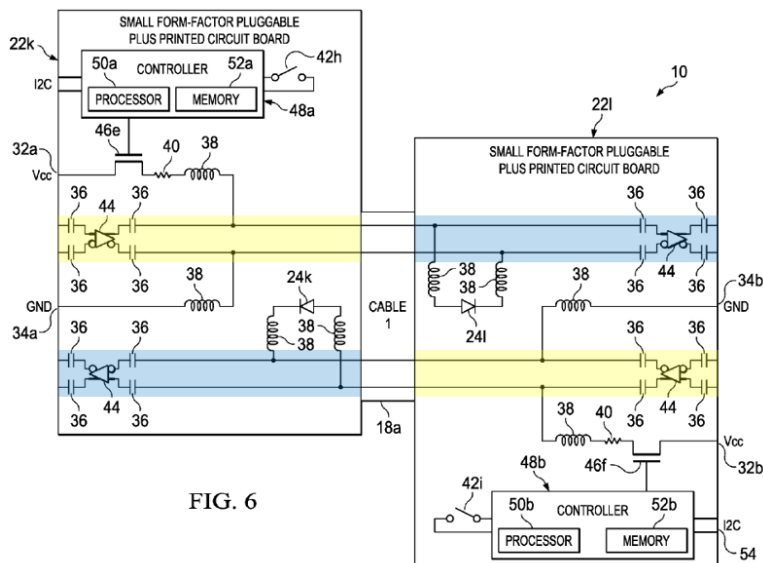 SMALL FORM-FACTOR PLUGGABLE
PLUS PRINTED CIRCUIT BOARD
22k
CONTROLLER
42h
I2C
50a
52a
PROCESSOR
MEMORY
48a
46e
32a
Vcc
40
38
36
36
44
36
36
38
GND
34a
24k
38
38
36
36
44
36
36
CABLE
1
18a
10
22l
SMALL FORM-FACTOR PLUGGABLE
PLUS PRINTED CIRCUIT BOARD
36
36
44
36
36
38
38
24l
38
34b
GND
36
36
44
36
36
38
40
Vcc
46f
32b
48b
42i
CONTROLLER
50b
52b
I2C
PROCESSOR
MEMORY
54
FIG. 6